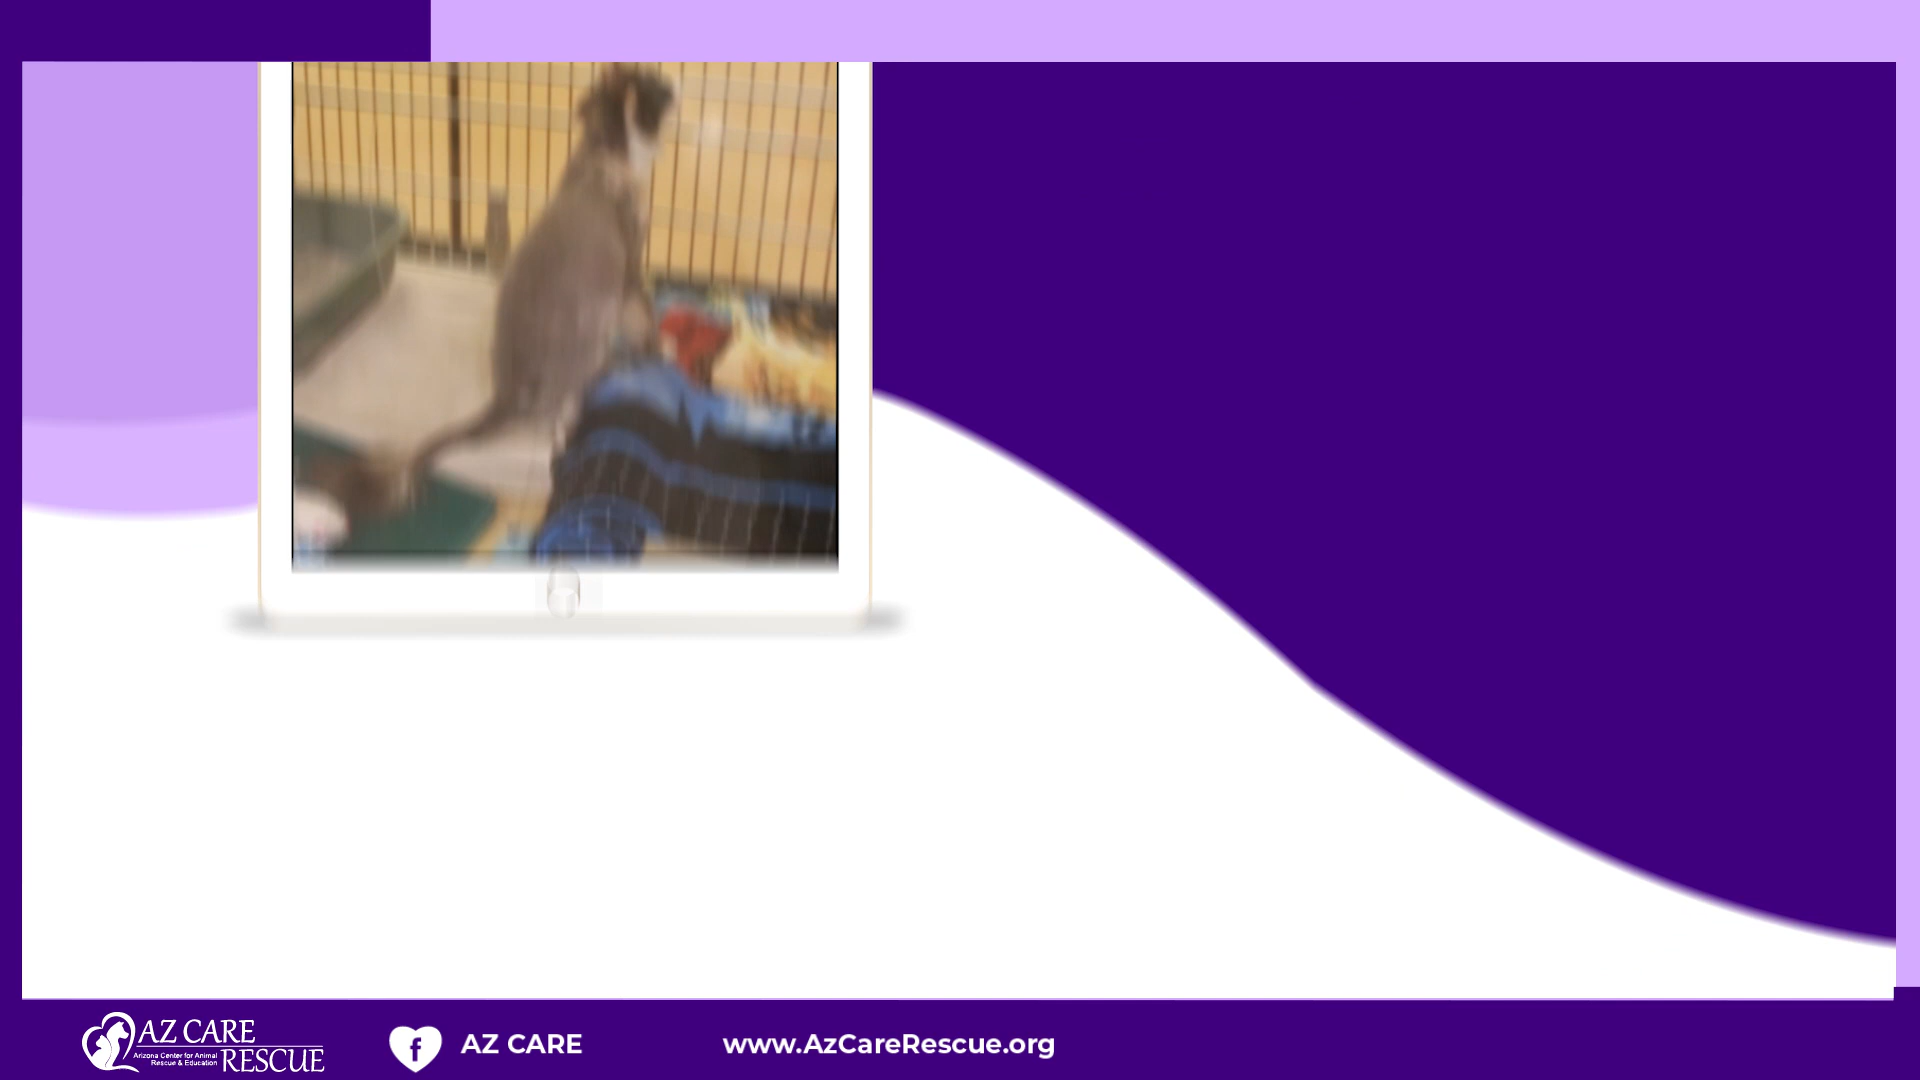 AZ CARE
Arizona Center for Animal
Rescue & Education
RESCUE
f
AZ CARE
www.AzCareRescue.org